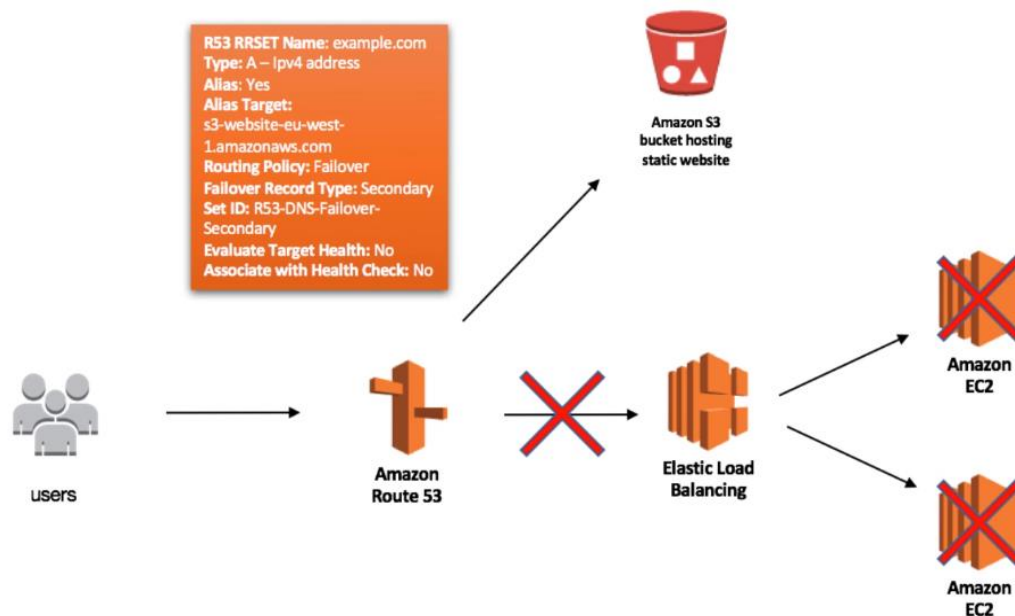 R53 RRSET Name: example.com
Type: A – Ipv4 address
Alias: Yes
Alias Target:
s3-website-eu-west-
1.amazonaws.com
Routing Policy: Failover
Failover Record Type: Secondary
Set ID: R53-DNS-Failover-
Secondary
Evaluate Target Health: No
Associate with Health Check: No
Amazon S3
bucket hosting
static website
users
Amazon
Route 53
Elastic Load
Balancing
Amazon
EC2
Amazon
EC2